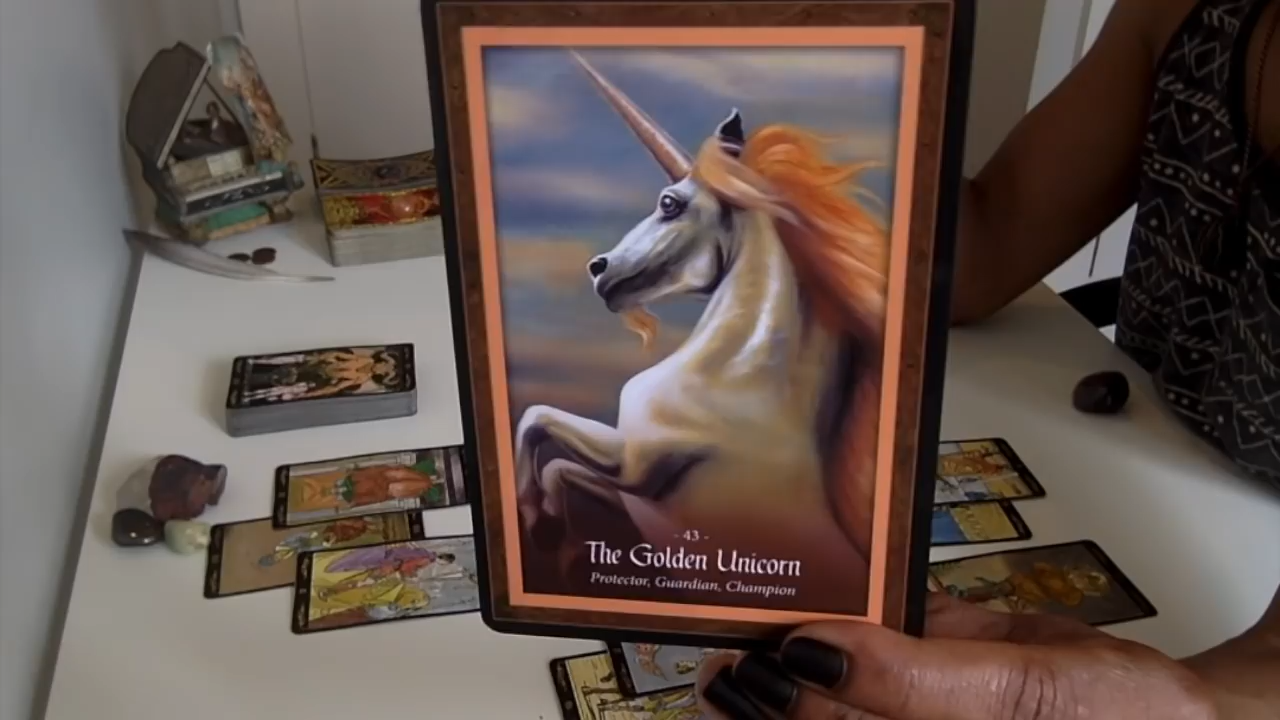 - 43 -
The Golden Unicorn
Protector, Guardian, Champion